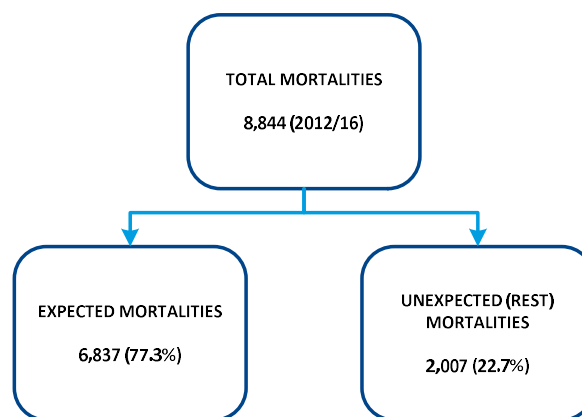 TOTAL MORTALITIES
8,844 (2012/16)
EXPECTED MORTALITIES
6,837 (77.3%)
UNEXPECTED (REST)
MORTALITIES
2,007 (22.7%)